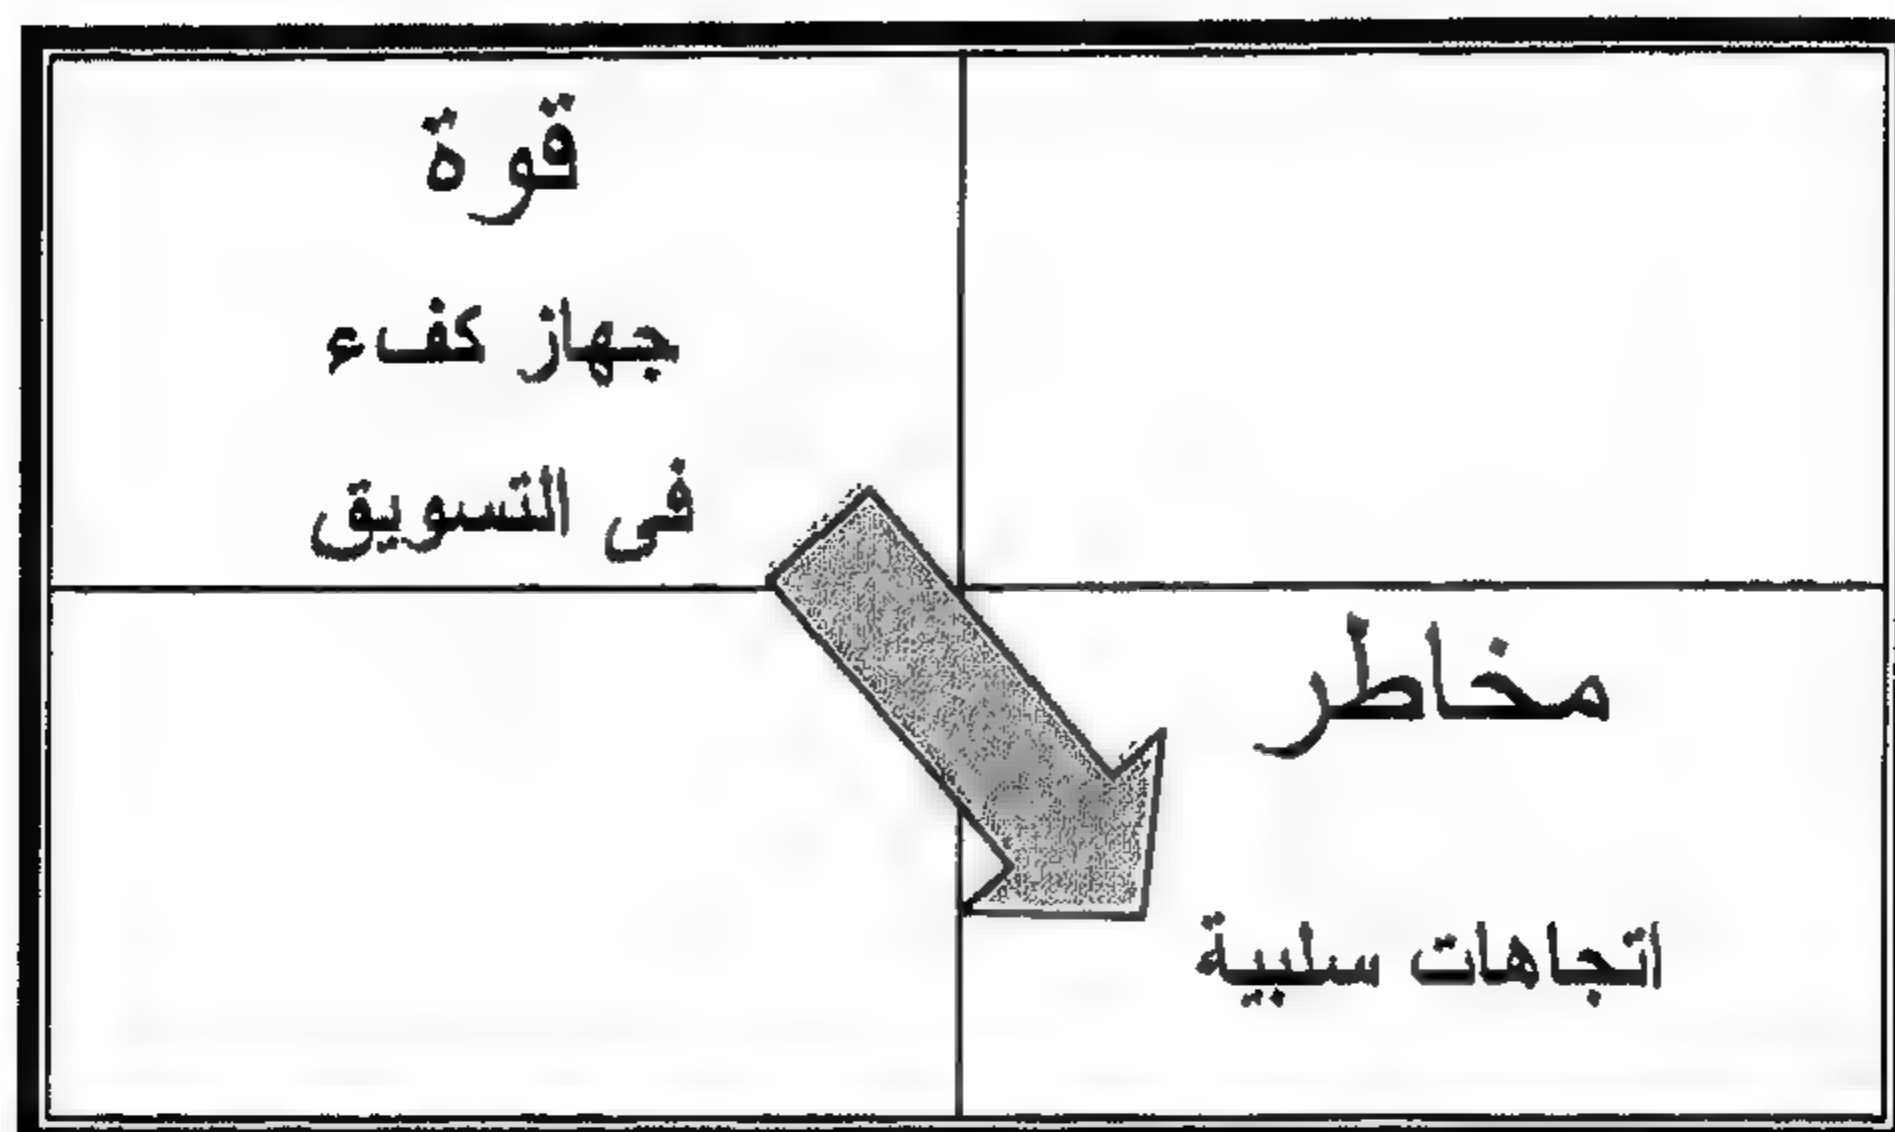 قوة
جهاز كفء
فى التسويق
مخاطر
اتجاهات سلبية